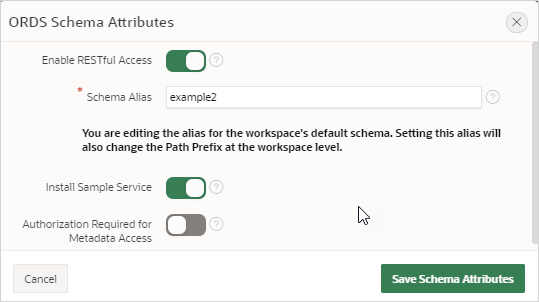 ORDS Schema Attributes
Enable RESTful Access
* Schema Alias
example2
You are editing the alias for the workspace's default schema. Setting this alias will
also change the Path Prefix at the workspace level.
Install Sample Service
Authorization Required for
Metadata Access
Cancel
Save Schema Attributes